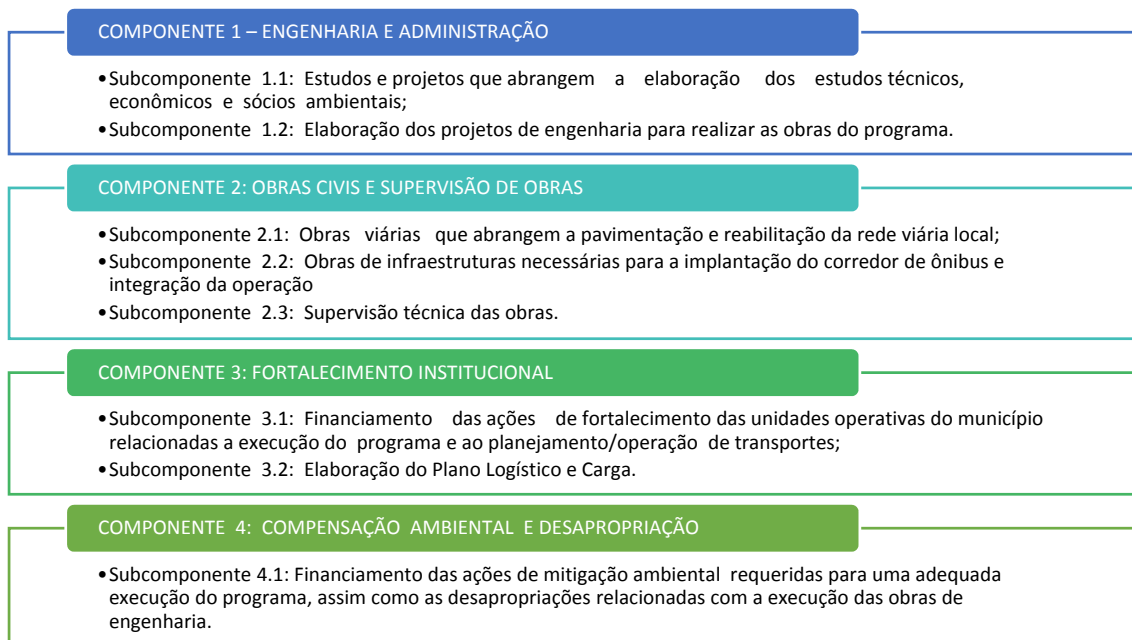 COMPONENTE 1 – ENGENHARIA E ADMINISTRAÇÃO
•Subcomponente 1.1: Estudos e projetos que abrangem a elaboração dos estudos técnicos,
econômicos e sócios ambientais;
•Subcomponente 1.2: Elaboração dos projetos de engenharia para realizar as obras do programa.
COMPONENTE 2: OBRAS CIVIS E SUPERVISÃO DE OBRAS
•Subcomponente 2.1: Obras viárias que abrangem a pavimentação e reabilitação da rede viária local;
•Subcomponente 2.2: Obras de infraestruturas necessárias para a implantação do corredor de ônibus e
integração da operação
•Subcomponente 2.3: Supervisão técnica das obras.
COMPONENTE 3: FORTALECIMENTO INSTITUCIONAL
•Subcomponente 3.1: Financiamento das ações de fortalecimento das unidades operativas do município
relacionadas a execução do programa e ao planejamento/operação de transportes;
•Subcomponente 3.2: Elaboração do Plano Logístico e Carga.
COMPONENTE 4: COMPENSAÇÃO AMBIENTAL E DESAPROPRIAÇÃO
•Subcomponente 4.1: Financiamento das ações de mitigação ambiental requeridas para uma adequada
execução do programa, assim como as desapropriações relacionadas com a execução das obras de
engenharia.